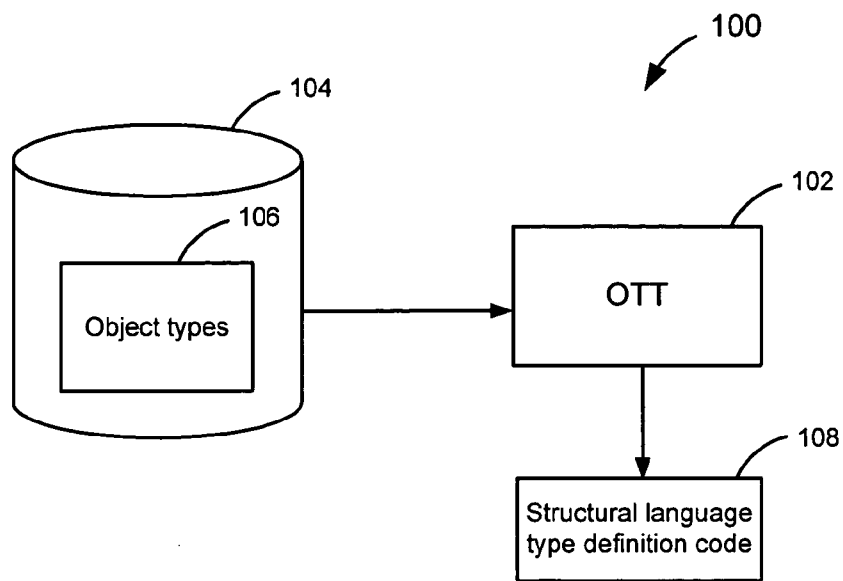 100
104
106
Object types
102
OTT
108
Structural language
type definition code